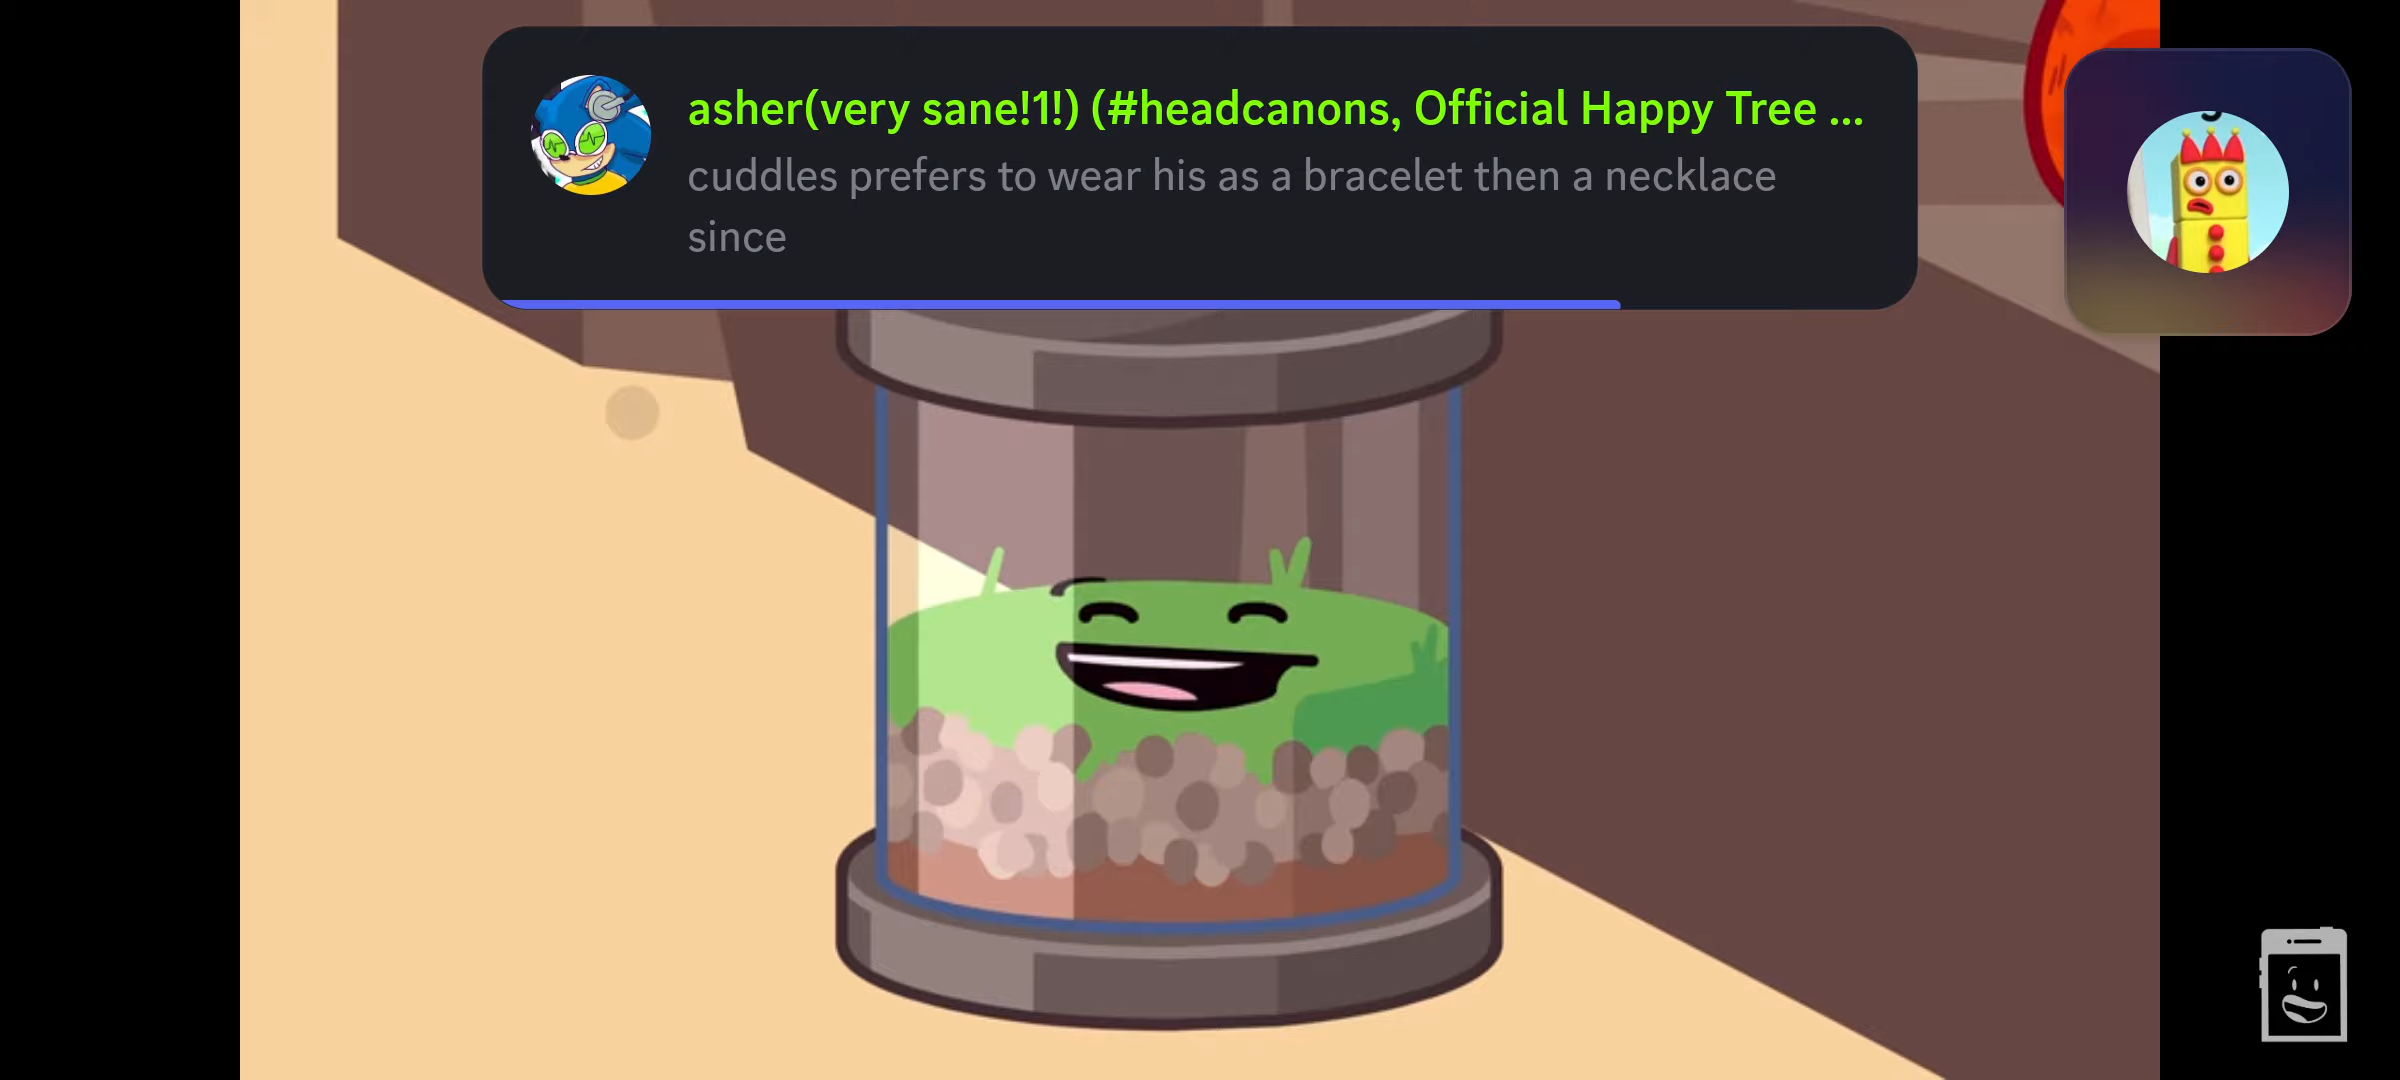 asher(very sane!1!) (#headcanons, Official Happy Tree ...
cuddles prefers to wear his as a bracelet then a necklace
since